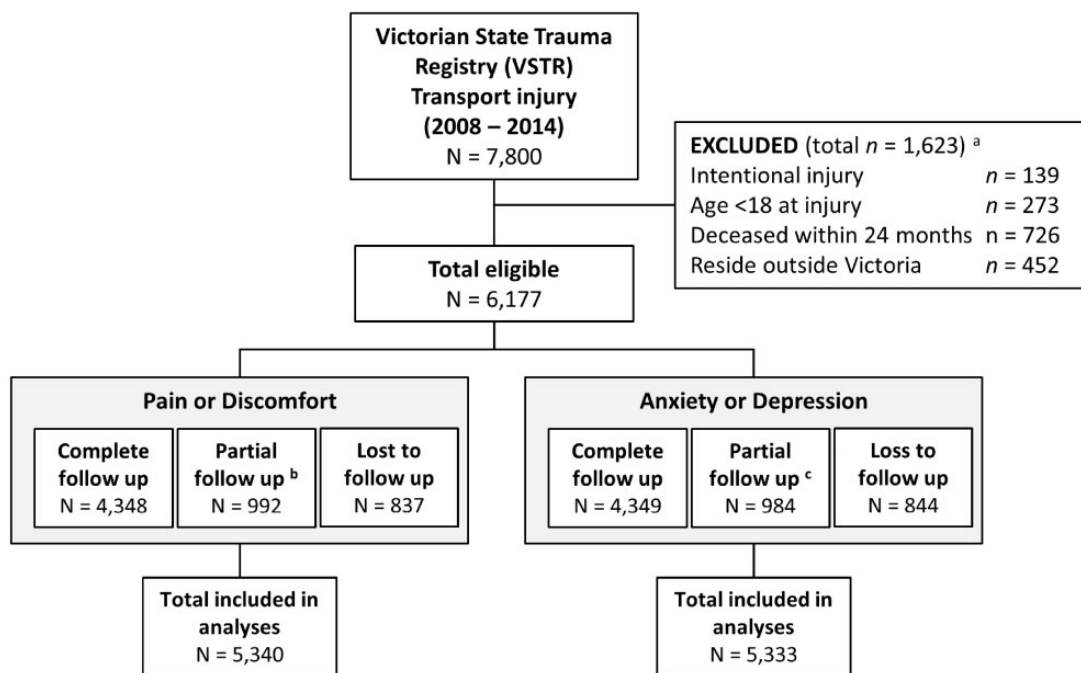 Victorian State Trauma
Registry (VSTR)
Transport injury
(2008 – 2014)
N = 7,800
EXCLUDED (total n = 1,623) a
Intentional injury n = 139
Age <18 at injury n = 273
Deceased within 24 months n = 726
Reside outside Victoria n = 452
Total eligible
N = 6,177
Pain or Discomfort
Complete
follow up
N = 4,348
Partial
follow up b
N = 992
Lost to
follow up
N = 837
Anxiety or Depression
Complete
follow up
N = 4,349
Partial
follow up c
N = 984
Loss to
follow up
N = 844
Total included in
analyses
N = 5,340
Total included in
analyses
N = 5,333